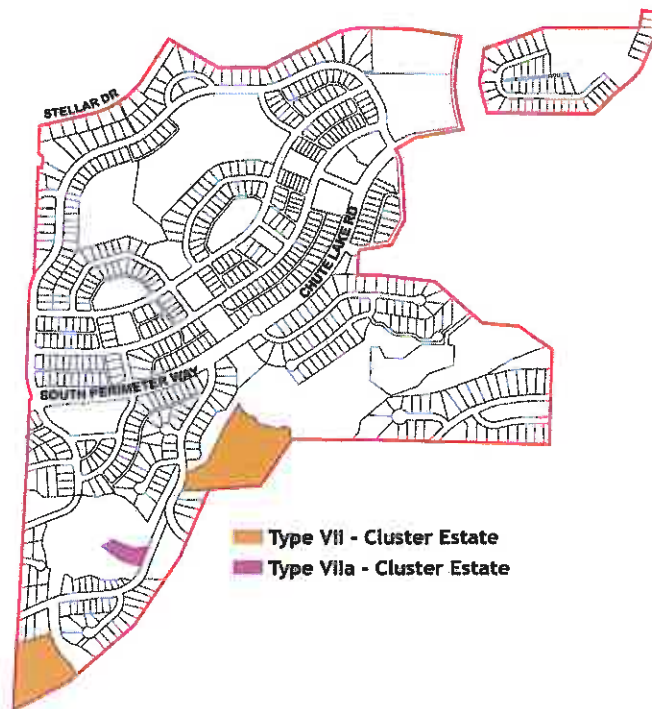 STELLAR DR
CHUTE LAKE RD
SOUTH PERIMETER WAY
Type VII - Cluster Estate
Type VIIa - Cluster Estate